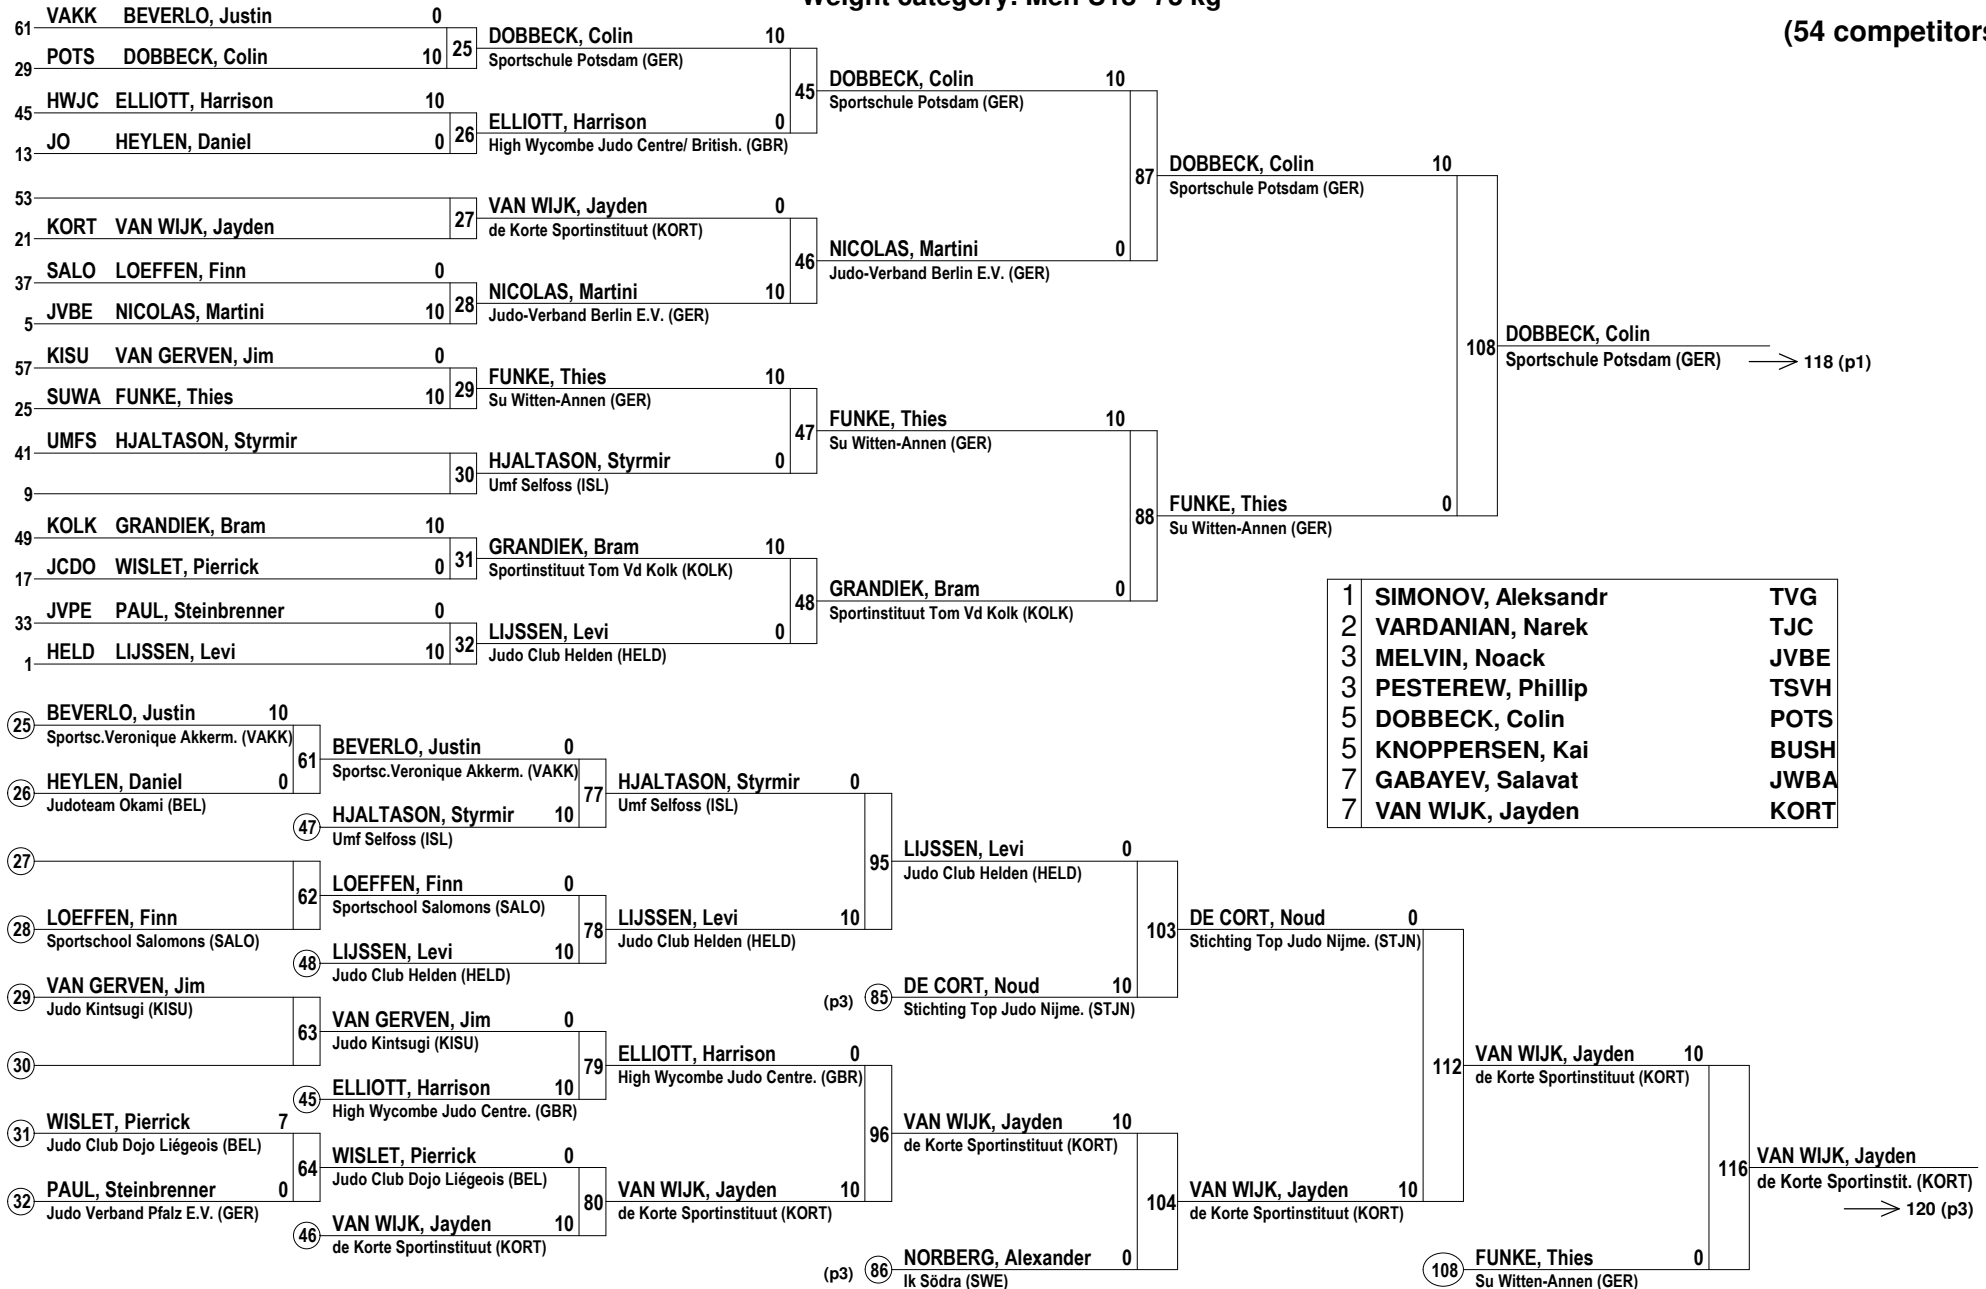 Weight category: Men U18 -73 kg
(54 competitors
61 VAKK BEVERLO, Justin 0
29 POTS DOBBECK, Colin 10
25 DOBBECK, Colin 10
Sportschule Potsdam (GER)
45 HWJC ELLIOTT, Harrison 10
13 JO HEYLEN, Daniel 0
26 ELLIOTT, Harrison 0
High Wycombe Judo Centre/ British. (GBR)
45 DOBBECK, Colin 10
Sportschule Potsdam (GER)
53
21 KORT VAN WIJK, Jayden
27 VAN WIJK, Jayden 0
de Korte Sportinstituut (KORT)
37 SALO LOEFFEN, Finn 0
5 JVBE NICOLAS, Martini 10
28 NICOLAS, Martini 10
Judo-Verband Berlin E.V. (GER)
46 NICOLAS, Martini 0
Judo-Verband Berlin E.V. (GER)
87 DOBBECK, Colin 10
Sportschule Potsdam (GER)
57 KISU VAN GERVEN, Jim 0
25 SUWA FUNKE, Thies 10
29 FUNKE, Thies 10
Su Witten-Annen (GER)
41 UMFS HJALTASON, Styrmir
9
30 HJALTASON, Styrmir 0
Umf Selfoss (ISL)
47 FUNKE, Thies 10
Su Witten-Annen (GER)
49 KOLK GRANDIEK, Bram 10
17 JCDO WISLET, Pierrick 0
31 GRANDIEK, Bram 10
Sportinstituut Tom Vd Kolk (KOLK)
33 JVPE PAUL, Steinbrenner 0
1 HELD LIJSSEN, Levi 10
32 LIJSSEN, Levi 0
Judo Club Helden (HELD)
48 GRANDIEK, Bram 0
Sportinstituut Tom Vd Kolk (KOLK)
88 FUNKE, Thies 0
Su Witten-Annen (GER)
108 DOBBECK, Colin
Sportschule Potsdam (GER) 118 (p1)
1 SIMONOV, Aleksandr TVG
2 VARDANIAN, Narek TJC
3 MELVIN, Noack JVBE
3 PESTEREW, Phillip TSVH
5 DOBBECK, Colin POTS
5 KNOPPERSEN, Kai BUSH
7 GABAYEV, Salavat JWBA
7 VAN WIJK, Jayden KORT
25 BEVERLO, Justin 10
Sportsc.Veronique Akkerm. (VAKK)
26 HEYLEN, Daniel 0
Judoteam Okami (BEL)
61 BEVERLO, Justin 0
Sportsc.Veronique Akkerm. (VAKK)
47 HJALTASON, Styrmir 10
Umf Selfoss (ISL)
77 HJALTASON, Styrmir 0
Umf Selfoss (ISL)
27
28 LOEFFEN, Finn
Sportschool Salomons (SALO)
62 LOEFFEN, Finn 0
Sportschool Salomons (SALO)
48 LIJSSEN, Levi 10
Judo Club Helden (HELD)
78 LIJSSEN, Levi 10
Judo Club Helden (HELD)
95 LIJSSEN, Levi 0
Judo Club Helden (HELD)
(p3) 85 DE CORT, Noud 10
Stichting Top Judo Nijme. (STJN)
103 DE CORT, Noud 0
Stichting Top Judo Nijme. (STJN)
29 VAN GERVEN, Jim
Judo Kintsugi (KISU)
30
63 VAN GERVEN, Jim 0
Judo Kintsugi (KISU)
45 ELLIOTT, Harrison 10
High Wycombe Judo Centre. (GBR)
79 ELLIOTT, Harrison 0
High Wycombe Judo Centre. (GBR)
31 WISLET, Pierrick 7
Judo Club Dojo Liégeois (BEL)
32 PAUL, Steinbrenner 0
Judo Verband Pfalz E.V. (GER)
64 WISLET, Pierrick 0
Judo Club Dojo Liégeois (BEL)
46 VAN WIJK, Jayden 10
de Korte Sportinstituut (KORT)
80 VAN WIJK, Jayden 10
de Korte Sportinstituut (KORT)
96 VAN WIJK, Jayden 10
de Korte Sportinstituut (KORT)
(p3) 86 NORBERG, Alexander 0
Ik Södra (SWE)
104 VAN WIJK, Jayden 10
de Korte Sportinstituut (KORT)
112 VAN WIJK, Jayden 10
de Korte Sportinstituut (KORT)
108 FUNKE, Thies 0
Su Witten-Annen (GER)
116 VAN WIJK, Jayden
de Korte Sportinstit. (KORT)
120 (p3)